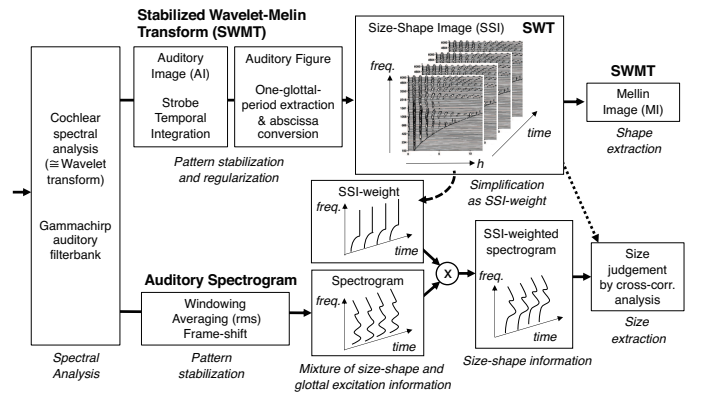 Stabilized Wavelet-Melin
Transform (SWMT)
Cochlear
spectral
analysis
(≅Wavelet
transform)
Gammachirp
auditory
filterbank
Spectral
Analysis
Auditory
Image (AI)
Strobe
Temporal
Integration
Auditory Figure
One-glottal-
period extraction
& abscissa
conversion
Pattern stabilization
and regularization
Size-Shape Image (SSI) SWT
freq.
h
time
SWMT
Mellin
Image (MI)
Shape
extraction
Simplification
as SSI-weight
SSI-weight
freq.
time
Auditory Spectrogram
Windowing
Averaging (rms)
Frame-shift
Pattern
stabilization
Spectrogram
freq.
time
Mixture of size-shape and
glottal excitation information
X
SSI-weighted
spectrogram
freq.
time
Size-shape information
Size
judgement
by cross-corr.
analysis
Size
extraction